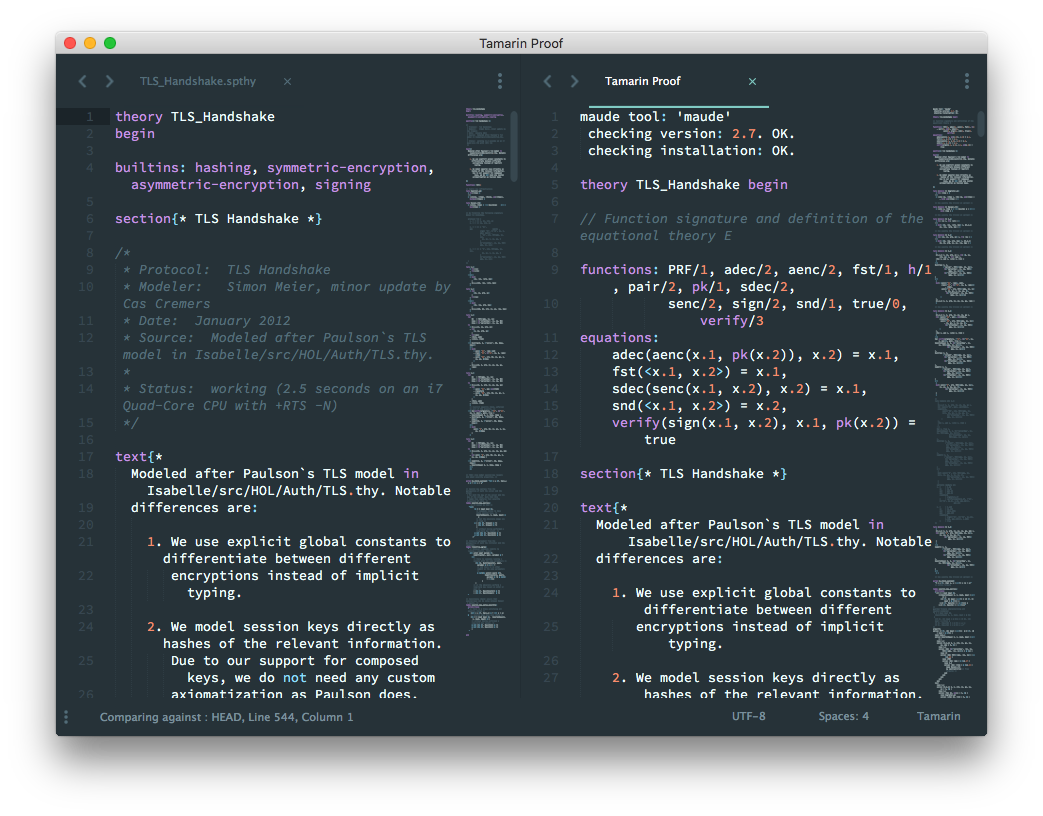 Tamarin Proof
TLS_Handshake.spthy ×
1 theory TLS_Handshake
2 begin
3
4 builtins: hashing, symmetric-encryption,
asymmetric-encryption, signing
5
6 section{* TLS Handshake *}
7
8 /*
9 * Protocol: TLS Handshake
10 * Modeler: Simon Meier, minor update by
Cas Cremers
11 * Date: January 2012
12 * Source: Modeled after Paulson`s TLS
model in Isabelle/src/HOL/Auth/TLS.thy.
13 *
14 * Status: working (2.5 seconds on an i7
Quad-Core CPU with +RTS -N)
15 */
16
17 text{*
18 Modeled after Paulson`s TLS model in
Isabelle/src/HOL/Auth/TLS.thy. Notable
19 differences are:
20
21 1. We use explicit global constants to
differentiate between different
22 encryptions instead of implicit
typing.
23
24 2. We model session keys directly as
hashes of the relevant information.
25 Due to our support for composed
keys, we do not need any custom
26 axiomatization as Paulson does.
Tamarin Proof ×
1 maude tool: 'maude'
2 checking version: 2.7. OK.
3 checking installation: OK.
4
5 theory TLS_Handshake begin
6
7 // Function signature and definition of the
equational theory E
8
9 functions: PRF/1, adec/2, aenc/2, fst/1, h/1
, pair/2, pk/1, sdec/2,
10 senc/2, sign/2, snd/1, true/0,
verify/3
11 equations:
12 adec(aenc(x.1, pk(x.2)), x.2) = x.1,
13 fst(<x.1, x.2>) = x.1,
14 sdec(senc(x.1, x.2), x.2) = x.1,
15 snd(<x.1, x.2>) = x.2,
16 verify(sign(x.1, x.2), x.1, pk(x.2)) =
true
17
18 section{* TLS Handshake *}
19
20 text{*
21 Modeled after Paulson`s TLS model in
Isabelle/src/HOL/Auth/TLS.thy. Notable
22 differences are:
23
24 1. We use explicit global constants to
differentiate between different
25 encryptions instead of implicit
typing.
26
27 2. We model session keys directly as
hashes of the relevant information.
Comparing against : HEAD, Line 544, Column 1
UTF-8 Spaces: 4 Tamarin